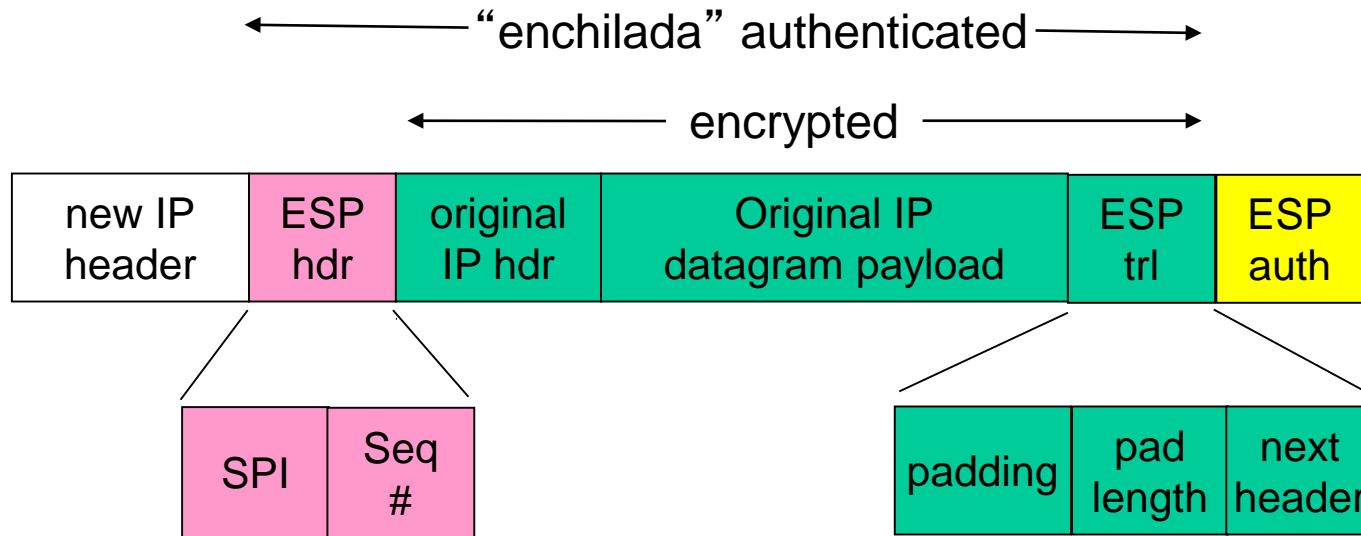 “enchilada” authenticated
encrypted
new IP
header
ESP
hdr
original
IP hdr
Original IP
datagram payload
ESP
trl
ESP
auth
SPI
Seq
#
padding
pad
length
next
header